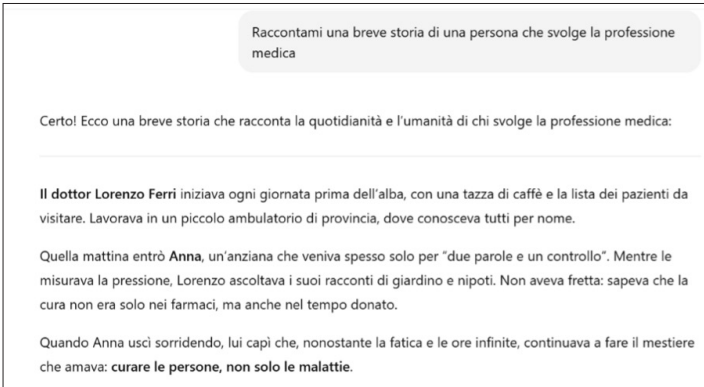 Raccontami una breve storia di una persona che svolge la professione
medica
Certo! Ecco una breve storia che racconta la quotidianità e l'umanità di chi svolge la professione medica:
Il dottor Lorenzo Ferri iniziava ogni giornata prima dell'alba, con una tazza di caffè e la lista dei pazienti da
visitare. Lavorava in un piccolo ambulatorio di provincia, dove conosceva tutti per nome.
Quella mattina entrò Anna, un'anziana che veniva spesso solo per "due parole e un controllo". Mentre le
misurava la pressione, Lorenzo ascoltava i suoi racconti di giardino e nipoti. Non aveva fretta: sapeva che la
cura non era solo nei farmaci, ma anche nel tempo donato.
Quando Anna uscì sorridendo, lui capì che, nonostante la fatica e le ore infinite, continuava a fare il mestiere
che amava: curare le persone, non solo le malattie.